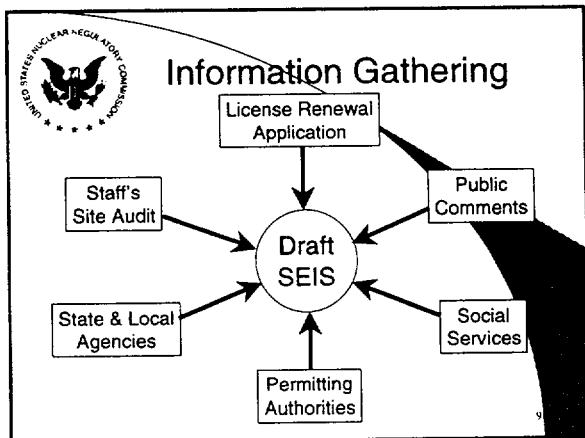 UNITED STATES NUCLEAR REGULATORY COMMISSION
Information Gathering
License Renewal
Application
Staff's
Site Audit
Public
Comments
Draft
SEIS
State & Local
Agencies
Social
Services
Permitting
Authorities
9